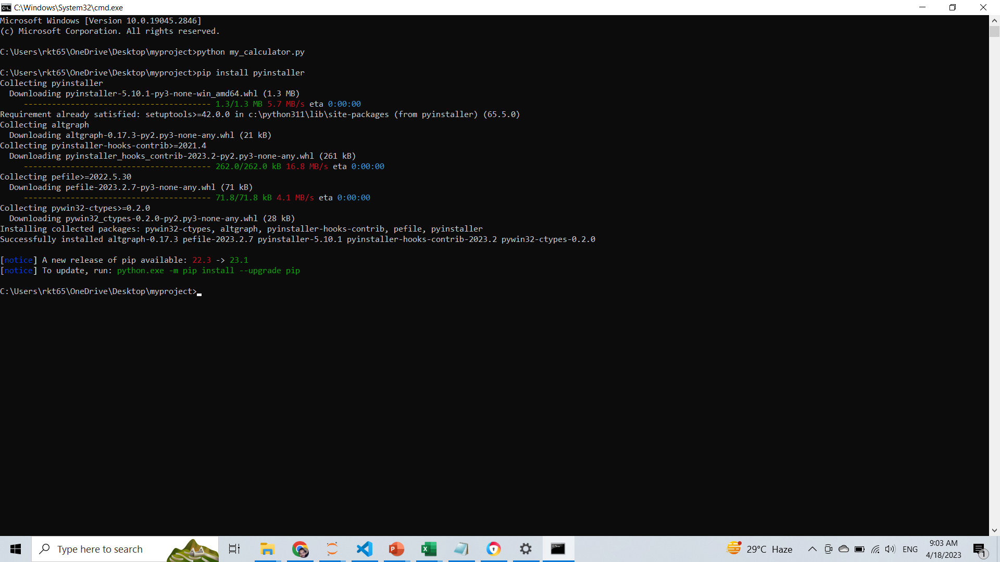 C:\Windows\System32\cmd.exe
Microsoft Windows [Version 10.0.19045.2846]
(c) Microsoft Corporation. All rights reserved.
C:\Users\rkt65\OneDrive\Desktop\myproject>python my_calculator.py
C:\Users\rkt65\OneDrive\Desktop\myproject>pip install pyinstaller
Collecting pyinstaller
  Downloading pyinstaller-5.10.1-py3-none-win_amd64.whl (1.3 MB)
     ---------------------------------------- 1.3/1.3 MB 5.7 MB/s eta 0:00:00
Requirement already satisfied: setuptools>=42.0.0 in c:\python311\lib\site-packages (from pyinstaller) (65.5.0)
Collecting altgraph
  Downloading altgraph-0.17.3-py2.py3-none-any.whl (21 kB)
Collecting pyinstaller-hooks-contrib>=2021.4
  Downloading pyinstaller_hooks_contrib-2023.2-py2.py3-none-any.whl (261 kB)
     ---------------------------------------- 262.0/262.0 kB 16.8 MB/s eta 0:00:00
Collecting pefile>=2022.5.30
  Downloading pefile-2023.2.7-py3-none-any.whl (71 kB)
     ---------------------------------------- 71.8/71.8 kB 4.1 MB/s eta 0:00:00
Collecting pywin32-ctypes>=0.2.0
  Downloading pywin32_ctypes-0.2.0-py2.py3-none-any.whl (28 kB)
Installing collected packages: pywin32-ctypes, altgraph, pyinstaller-hooks-contrib, pefile, pyinstaller
Successfully installed altgraph-0.17.3 pefile-2023.2.7 pyinstaller-5.10.1 pyinstaller-hooks-contrib-2023.2 pywin32-ctypes-0.2.0
[notice] A new release of pip available: 22.3 -> 23.1
[notice] To update, run: python.exe -m pip install --upgrade pip
C:\Users\rkt65\OneDrive\Desktop\myproject>
Type here to search
29°C Haze
ENG
9:03 AM
4/18/2023
1